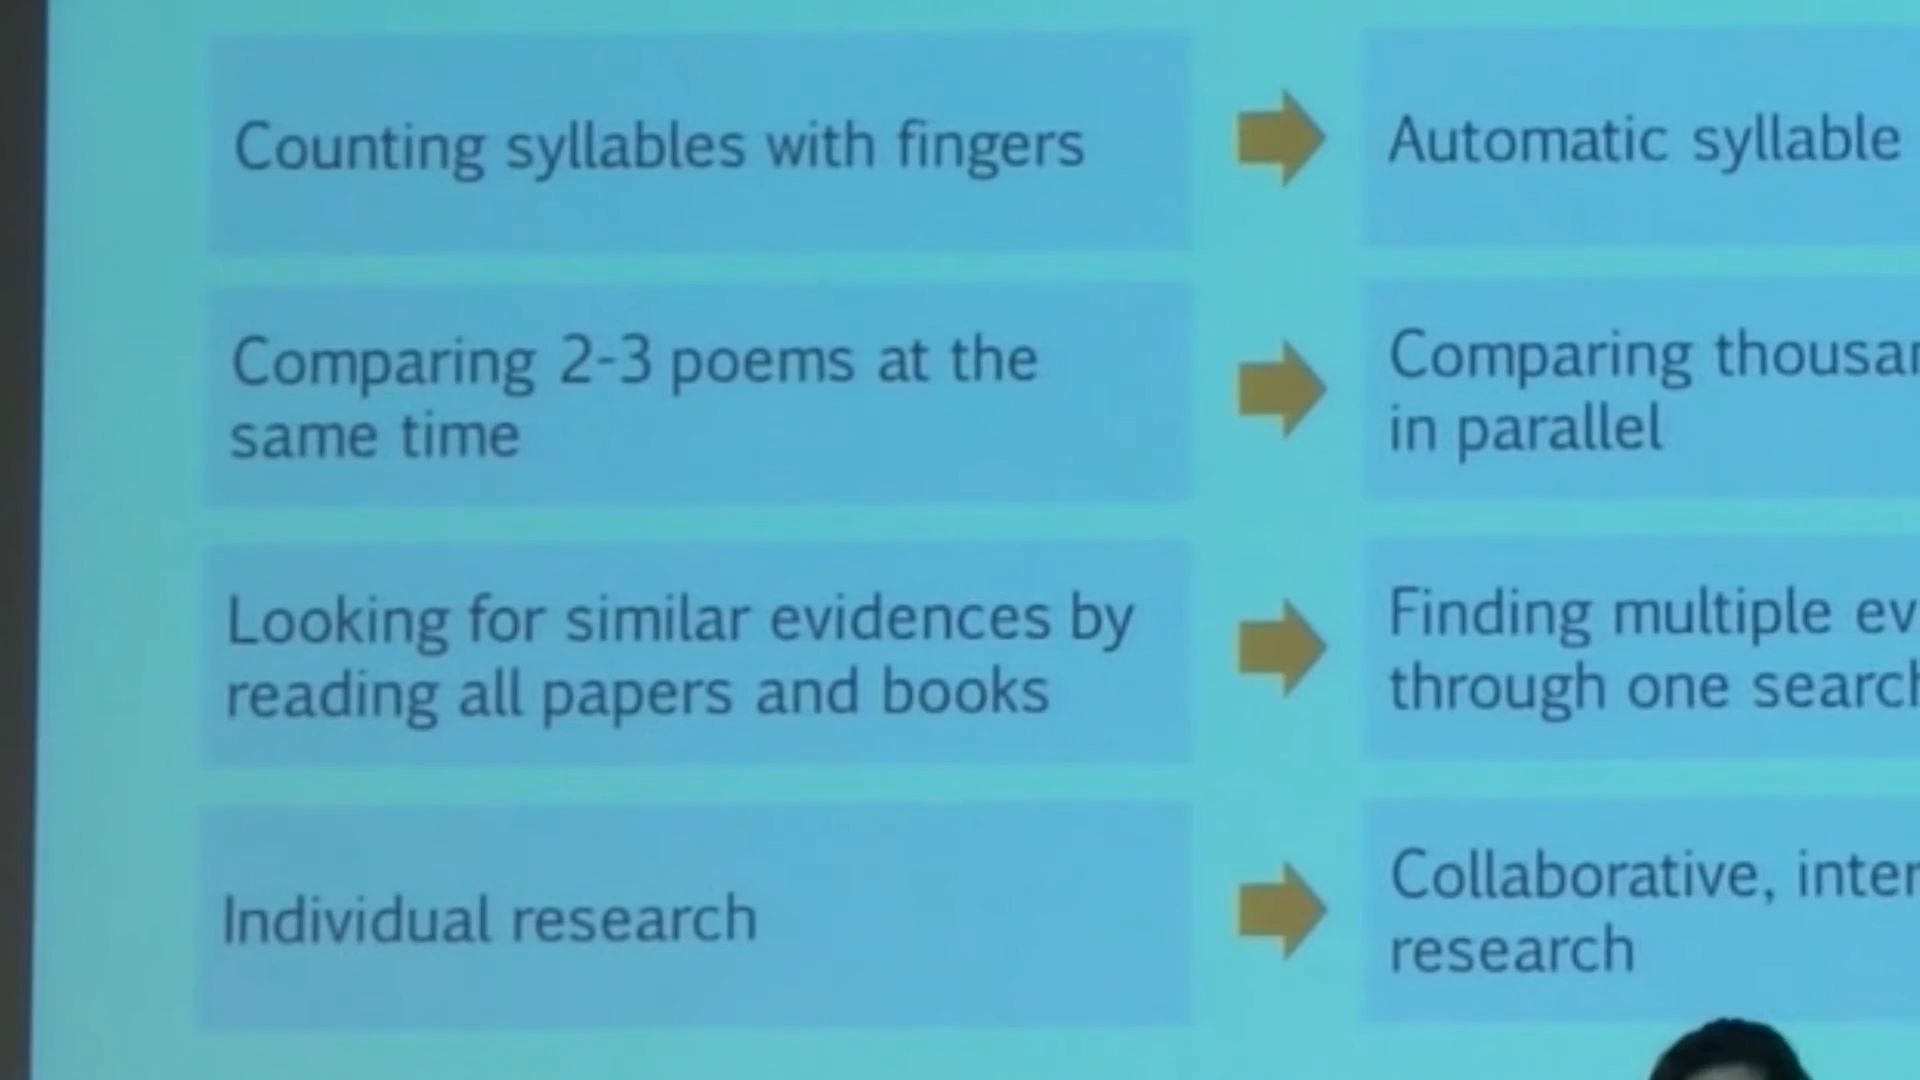 Counting syllables with fingers
Automatic syllable
Comparing 2-3 poems at the
same time
Comparing
in parallel
Looking for similar evidences by
reading all papers and books
Finding multiple
through one
Individual research
Collaborative,
research